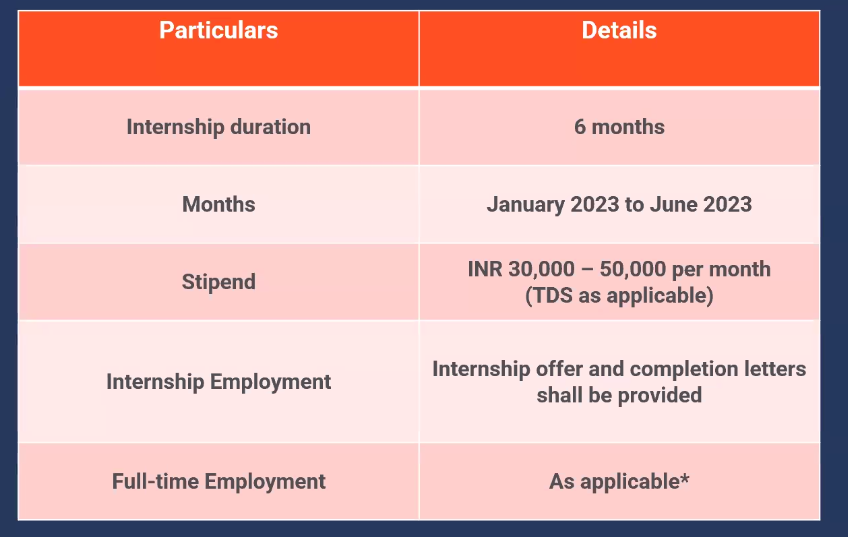 Particulars
Details
Internship duration
6 months
Months
January 2023 to June 2023
Stipend
INR 30,000 – 50,000 per month
(TDS as applicable)
Internship Employment
Internship offer and completion letters
shall be provided
Full-time Employment
As applicable*